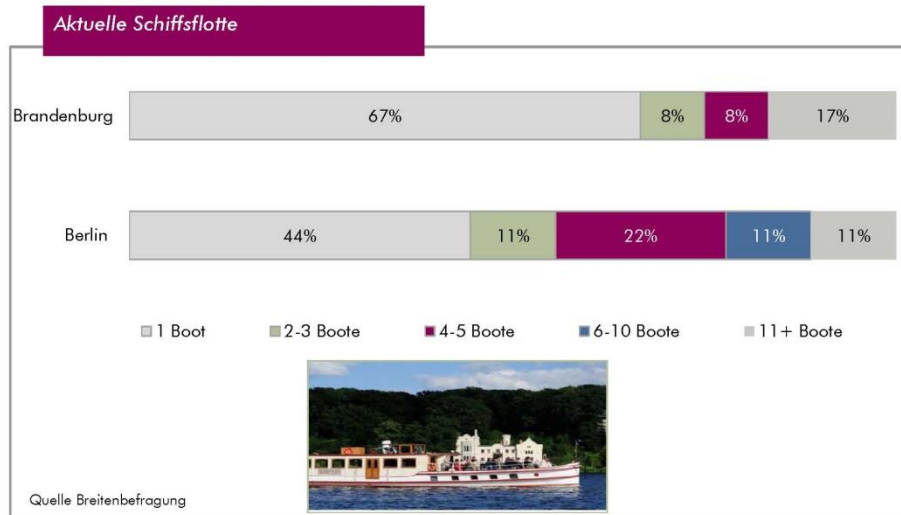 Aktuelle Schiffsflotte
Brandenburg 67% 8% 8% 17%
Berlin 44% 11% 22% 11% 11%
1 Boot 2-3 Boote 4-5 Boote 6-10 Boote 11+ Boote
Quelle Breitenbefragung